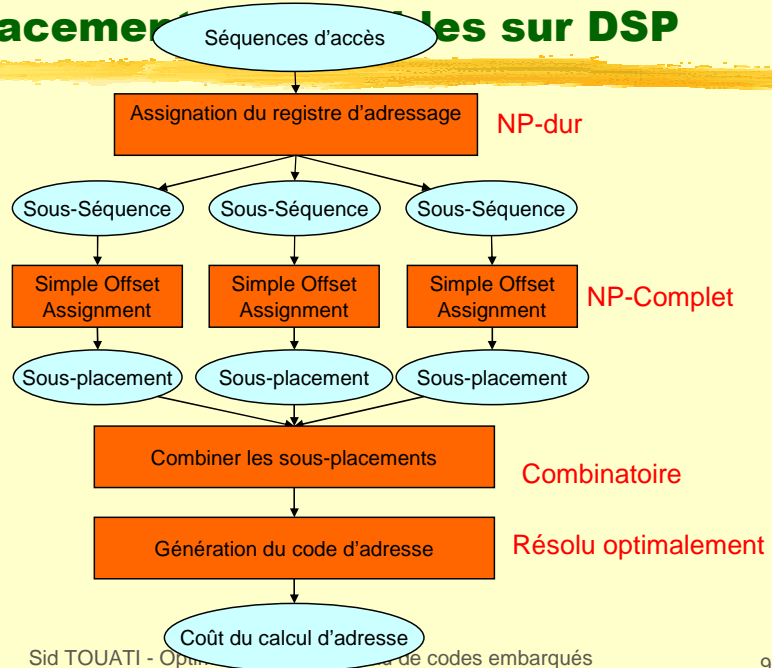 acement
les sur DSP
Séquences d'accès
Assignation du registre d'adressage
NP-dur
Sous-Séquence
Sous-Séquence
Sous-Séquence
Simple Offset
Assignment
Simple Offset
Assignment
Simple Offset
Assignment
NP-Complet
Sous-placement
Sous-placement
Sous-placement
Combiner les sous-placements
Combinatoire
Génération du code d'adresse
Résolu optimalement
Coût du calcul d'adresse
Sid TOUATI - Opti
de codes embarqués
9